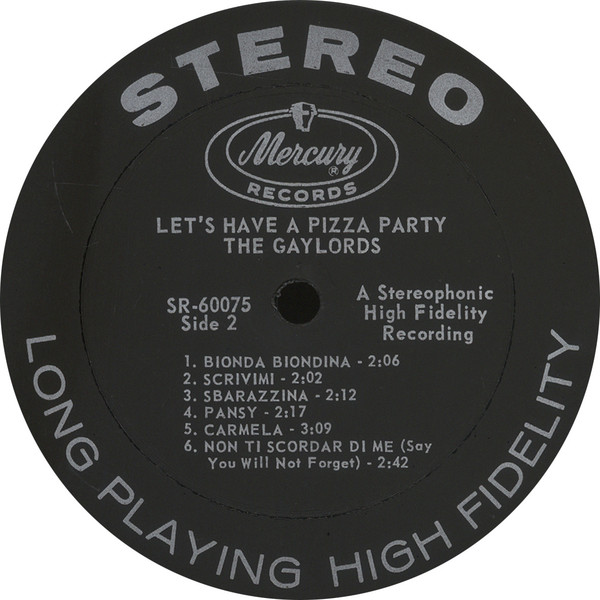 STEREO
Mercury ®
RECORDS
LET'S HAVE A PIZZA PARTY
THE GAYLORDS
SR-60075
Side 2
A Stereophonic
High Fidelity
Recording
1. BIONDA BIONDINA - 2:06
2. SCRIVIMI - 2:02
3. SBARAZZINA - 2:12
4. PANSY - 2:17
5. CARMELA - 3:09
6. NON TI SCORDAR DI ME (Say
You Will Not Forget) - 2:42
LONG PLAYING HIGH FIDELITY